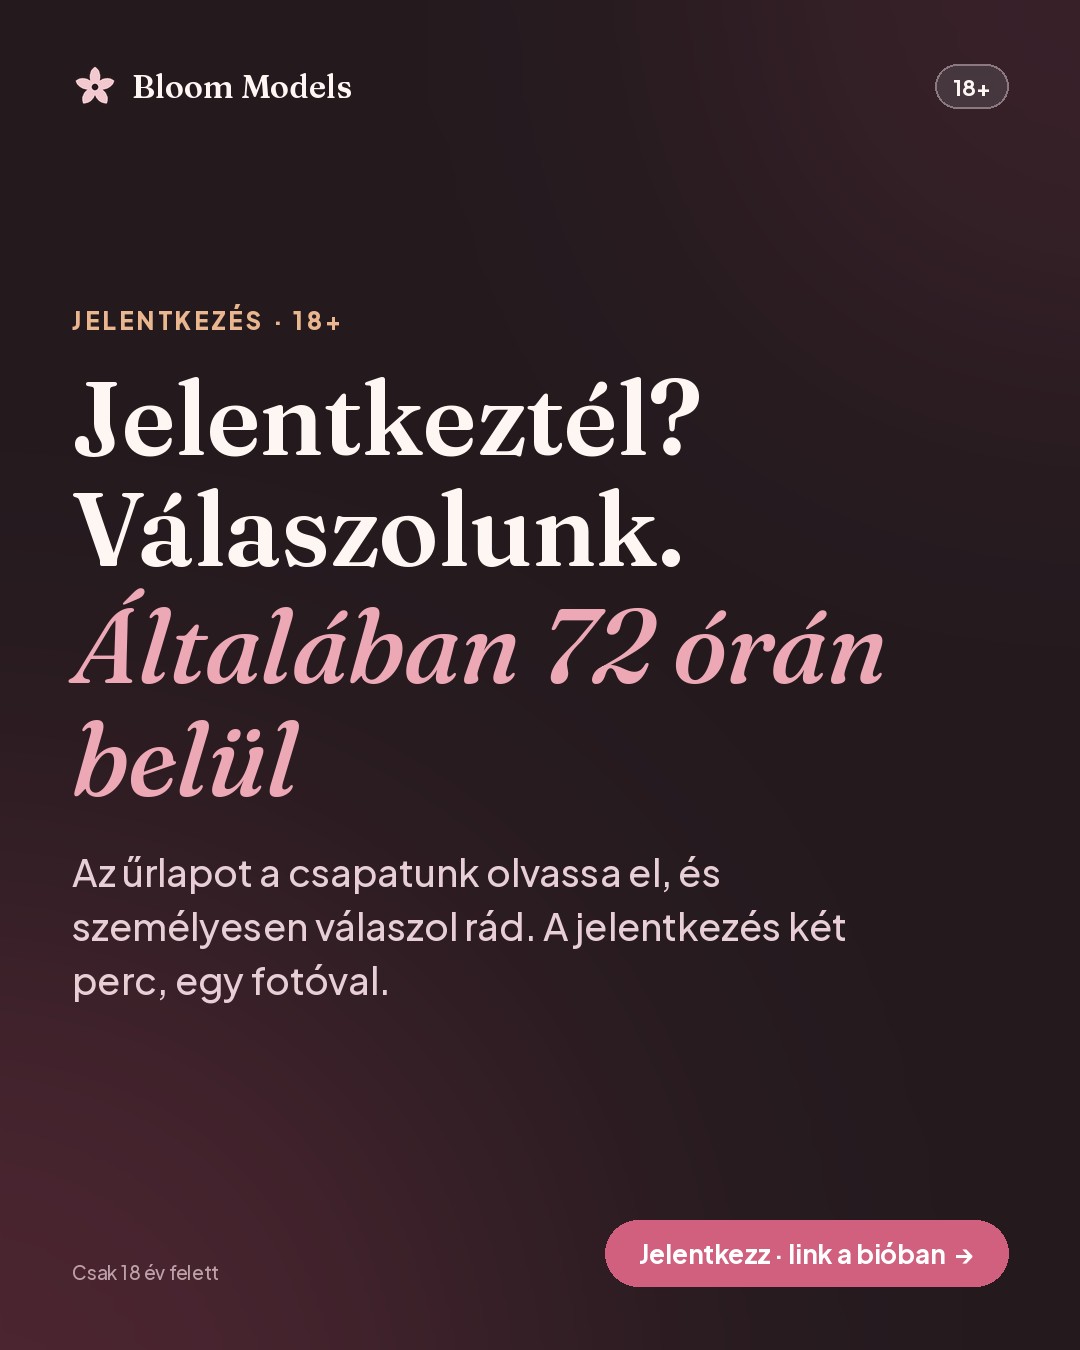 Bloom Models
18+
JELENTKEZÉS · 18+
Jelentkeztél?
Válaszolunk.
Általában 72 órán
belül
Az űrlapot a csapatunk olvassa el, és
személyesen válaszol rád. A jelentkezés két
perc, egy fotóval.
Csak 18 év felett
Jelentkezz · link a bióban →